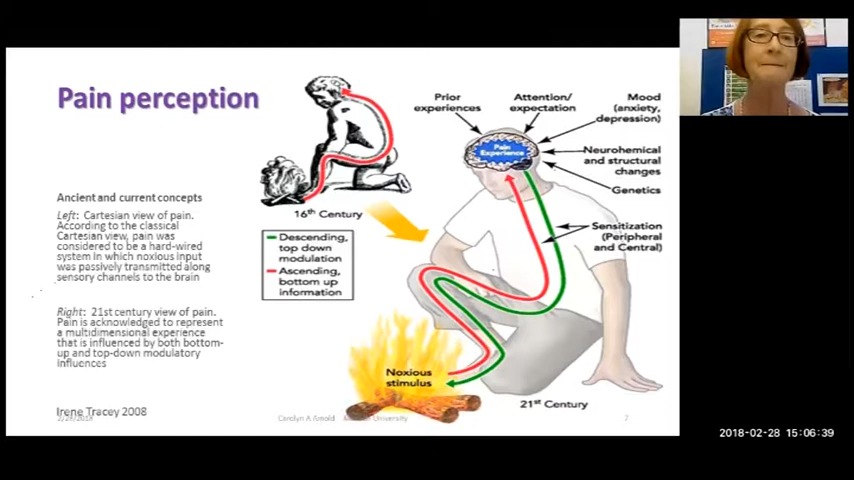 Pain perception
Ancient and current concepts
Left: Cartesian view of pain.
According to the classical
Cartesian view, pain was
considered to be a hard-wired
system in which noxious input
was passively transmitted along
sensory channels to the brain
Right: 21st century view of pain.
Pain is acknowledged to represent
a multidimensional experience
that is influenced by both bottom-
up and top-down modulatory
influences
Irene Tracey 2008
16th Century
Descending,
top down
modulation
Ascending,
bottom up
information
Prior
experiences
Attention/
expectation
Mood
(anxiety,
depression)
Pain
Experience
Neurohemical
and structural
changes
Genetics
Sensitization
(Peripheral
and Central)
Noxious
stimulus
21st Century
Carolyn A Arnold
University
7
2018-02-28 15:06:39